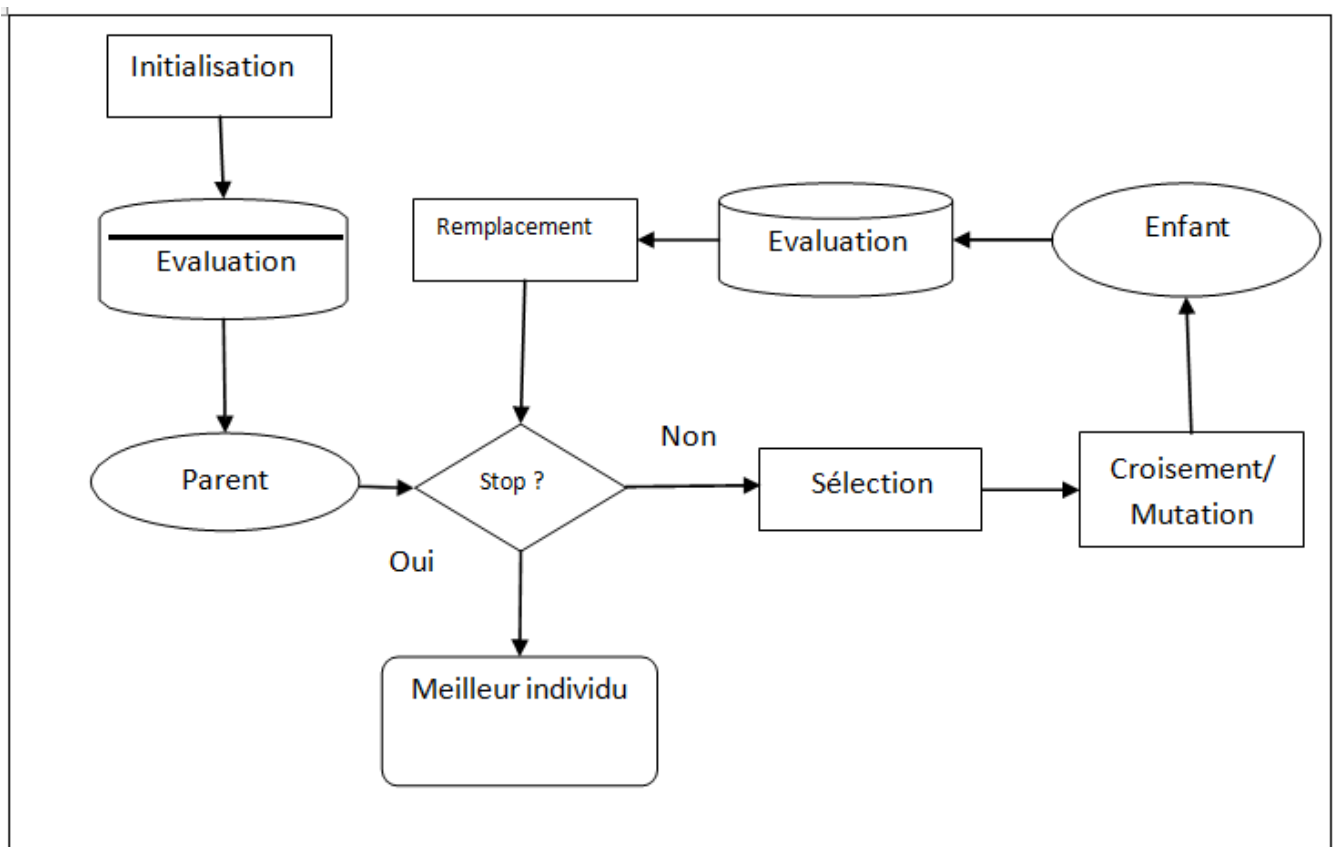 Initialisation
Remplacement
Evaluation
Enfant
Evaluation
Non
Parent
Stop ?
Sélection
Croisement/
Mutation
Oui
Meilleur individu